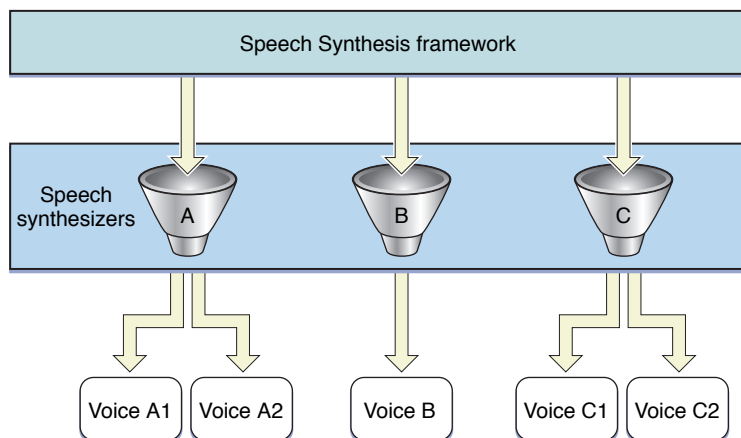 Speech Synthesis framework
Speech
synthesizers
A
B
C
Voice A1
Voice A2
Voice B
Voice C1
Voice C2